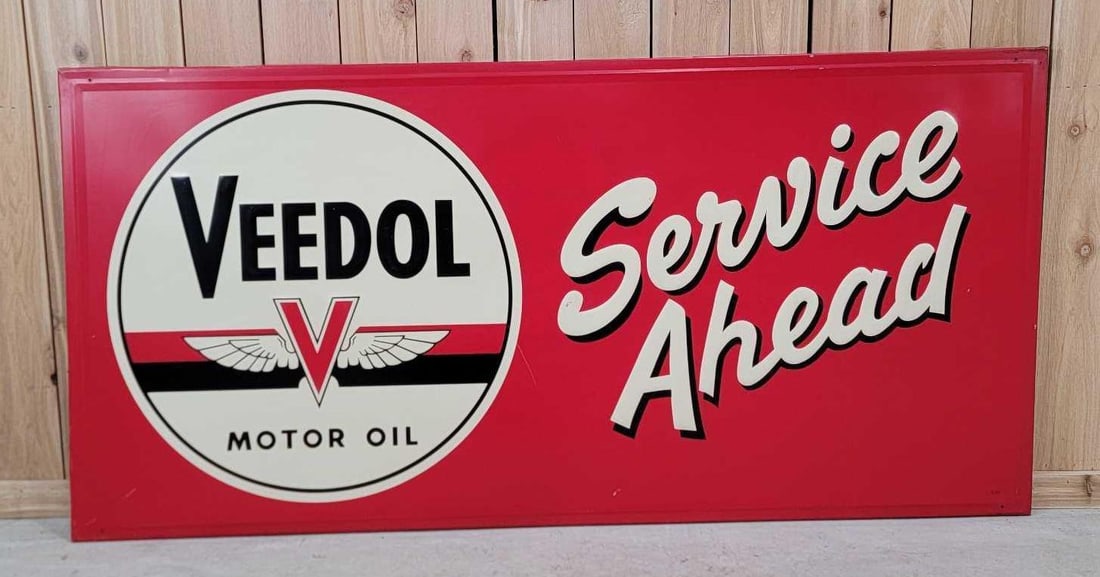 VEEDOL
V
MOTOR OIL
Service
Ahead